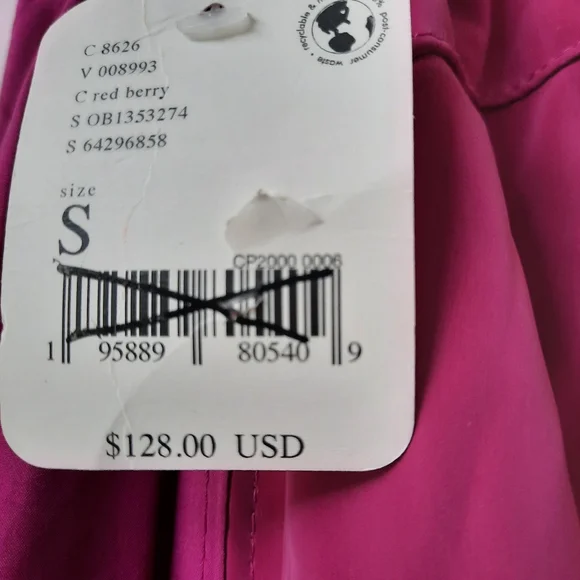 recyclable &
% post-consumer waste •
C 8626
V 008993
C red berry
S OB1353274
S 64296858
size
S
CP2000 0006
1 95889 80540 9
$128.00 USD